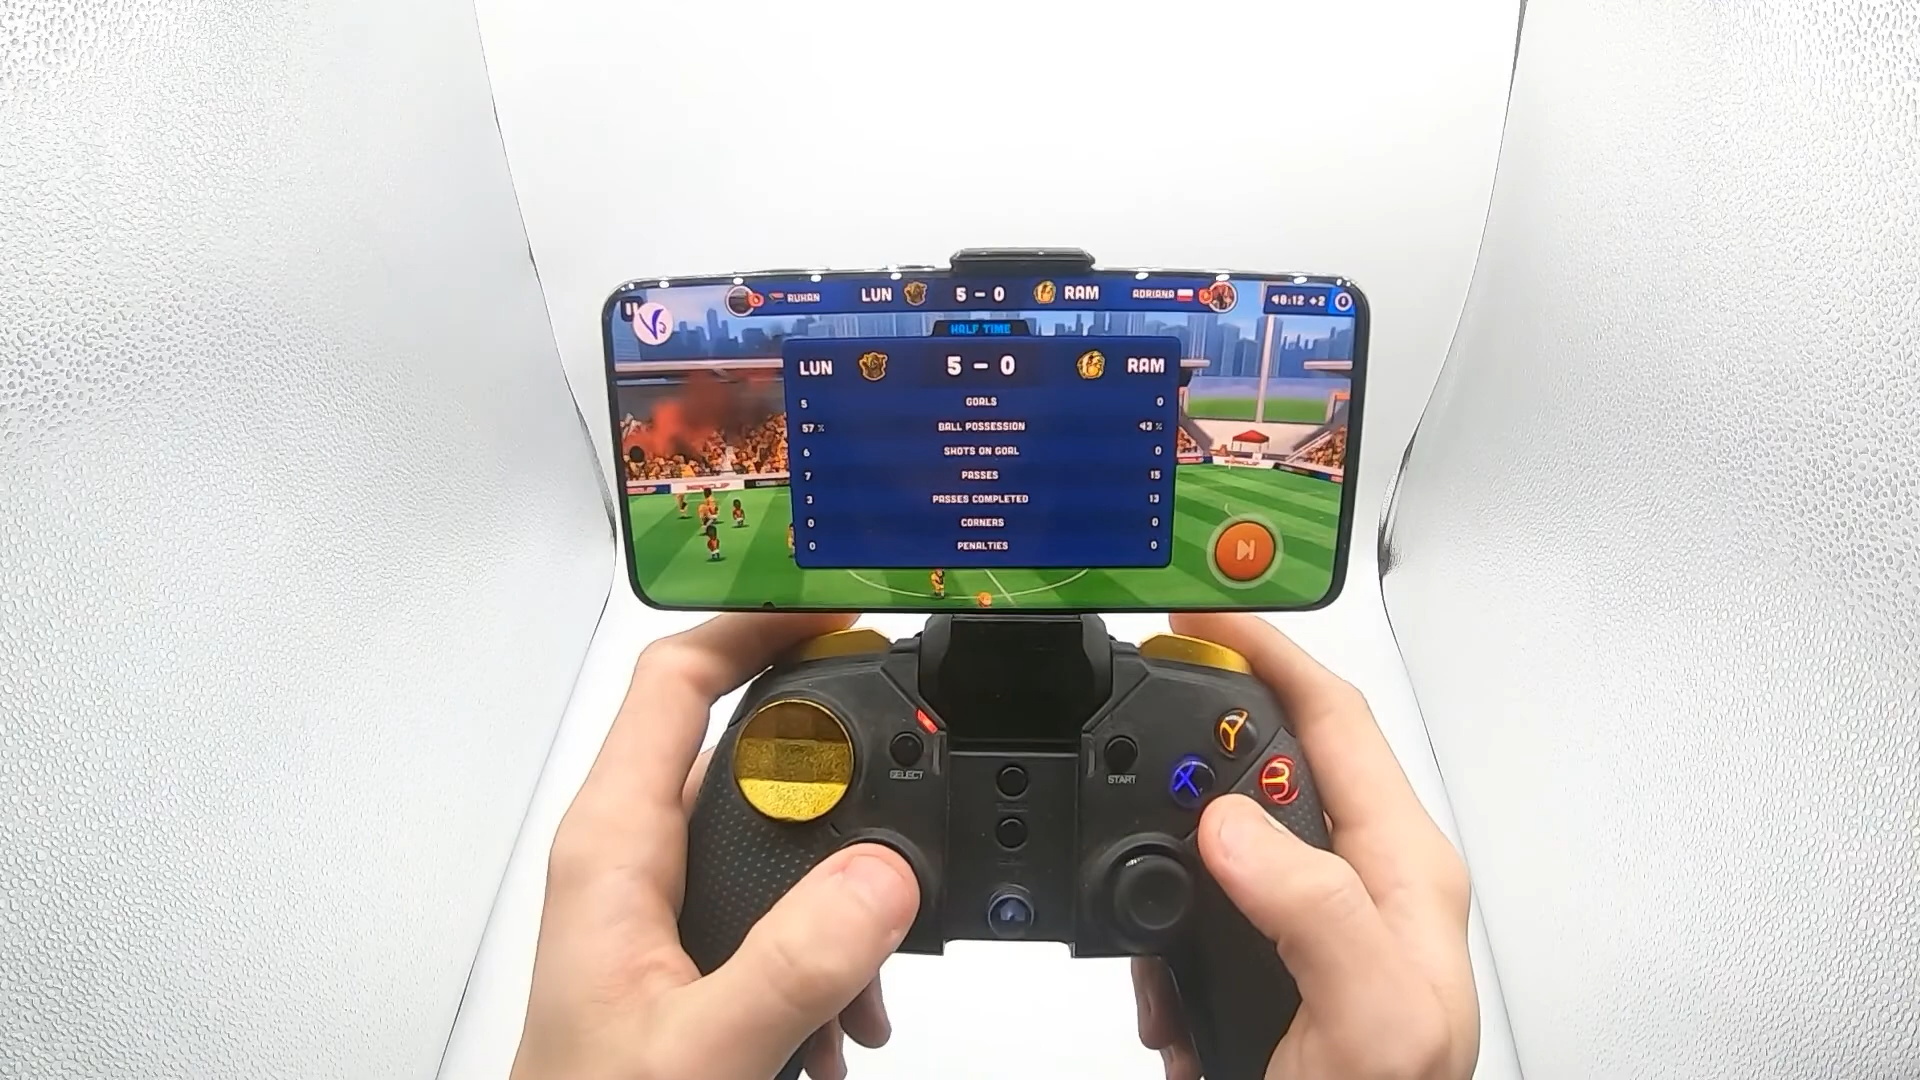 RUHAN LUN 5 - 0 RAM ADRIANA 48:12 +2
HALF TIME
LUN 5 - 0 RAM
5 GOALS 0
57 % BALL POSSESSION 43 %
6 SHOTS ON GOAL 0
7 PASSES 15
3 PASSES COMPLETED 13
0 CORNERS 0
0 PENALTIES 0
SELECT
START
Y
X
B